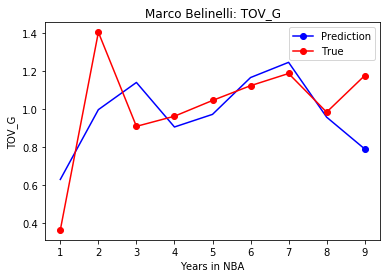 Marco Belinelli: TOV_G
Prediction
True
1.4
1.2
1.0
0.8
0.6
0.4
TOV_G
1 2 3 4 5 6 7 8 9
Years in NBA